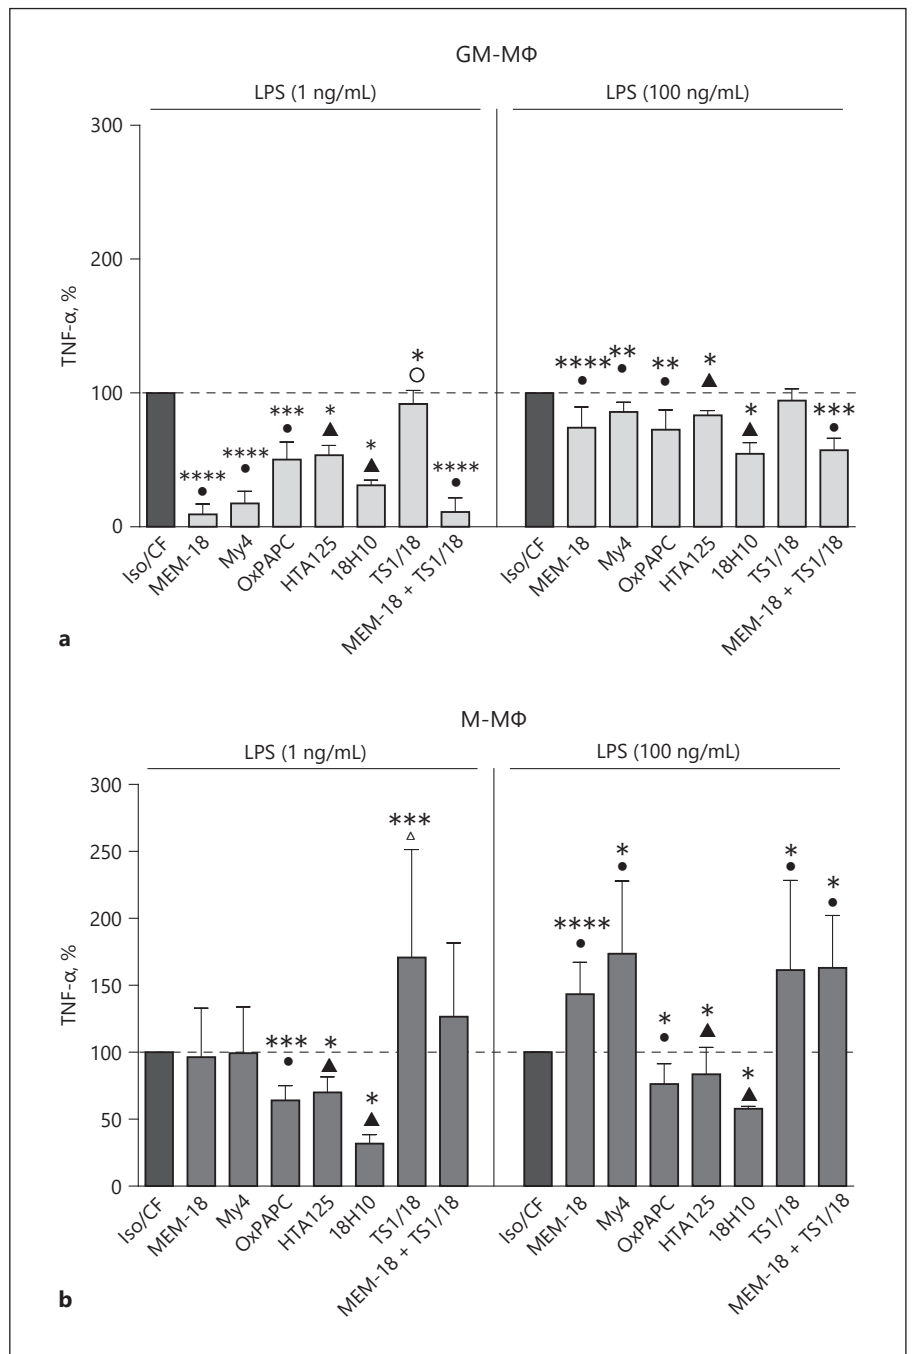 GM-MΦ
LPS (1 ng/mL) LPS (100 ng/mL)
TNF-α, %
300
200
100
0
**** **** *** * * * ****
**** ** ** * * ***
Iso/CF MEM-18 My4 OxPAPC HTA125 18H10 TS1/18 MEM-18 + TS1/18
Iso/CF MEM-18 My4 OxPAPC HTA125 18H10 TS1/18 MEM-18 + TS1/18
a
M-MΦ
LPS (1 ng/mL) LPS (100 ng/mL)
TNF-α, %
300
250
200
150
100
50
0
*** * * ***
**** * * * * * *
Iso/CF MEM-18 My4 OxPAPC HTA125 18H10 TS1/18 MEM-18 + TS1/18
Iso/CF MEM-18 My4 OxPAPC HTA125 18H10 TS1/18 MEM-18 + TS1/18
b